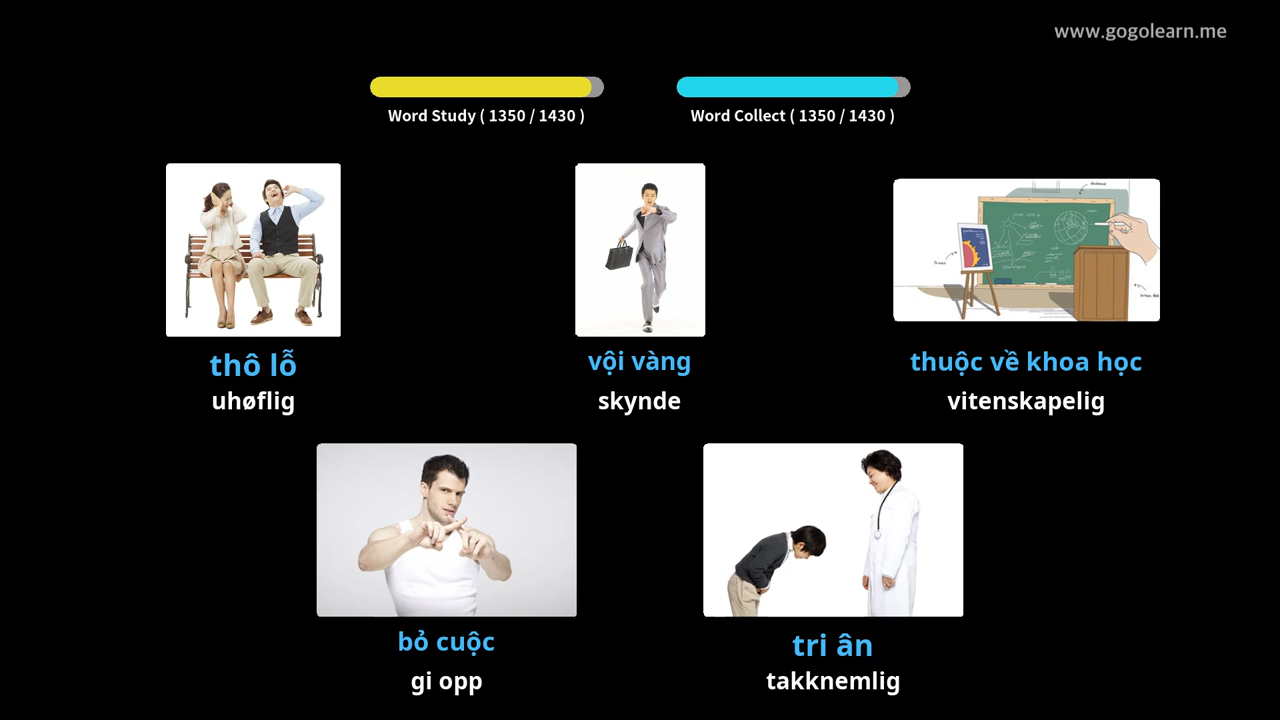 www.gogolearn.me
Word Study ( 1350 / 1430 )
Word Collect ( 1350 / 1430 )
thô lỗ
uhøflig
vội vàng
skynde
thuộc về khoa học
vitenskapelig
bỏ cuộc
gi opp
tri ân
takknemlig